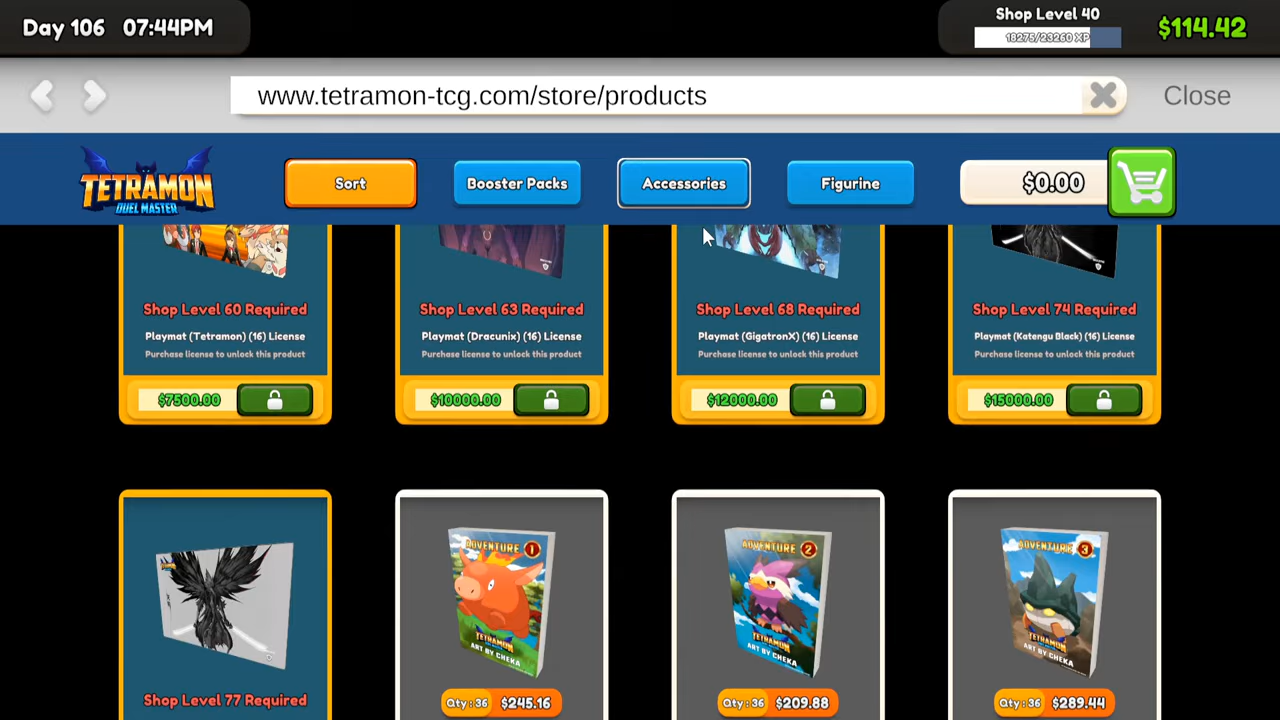 Day 106 07:44PM
Shop Level 40
18275/23260 XP
$114.42
www.tetramon-tcg.com/store/products
Close
TETRAMON
DUEL MASTER
Sort
Booster Packs
Accessories
Figurine
$0.00
Shop Level 60 Required
Playmat (Tetramon) (16) License
Purchase license to unlock this product
$7500.00
Shop Level 63 Required
Playmat (Dracunix) (16) License
Purchase license to unlock this product
$10000.00
Shop Level 68 Required
Playmat (GigatronX) (16) License
Purchase license to unlock this product
$12000.00
Shop Level 74 Required
Playmat (Katengu Black) (16) License
Purchase license to unlock this product
$15000.00
Shop Level 77 Required
ADVENTURE 1
TETRAMON
ART BY CHEKA
Qty : 36 $245.16
ADVENTURE 2
TETRAMON
ART BY CHEKA
Qty : 36 $209.88
ADVENTURE 3
TETRAMON
ART BY CHEKA
Qty : 36 $289.44